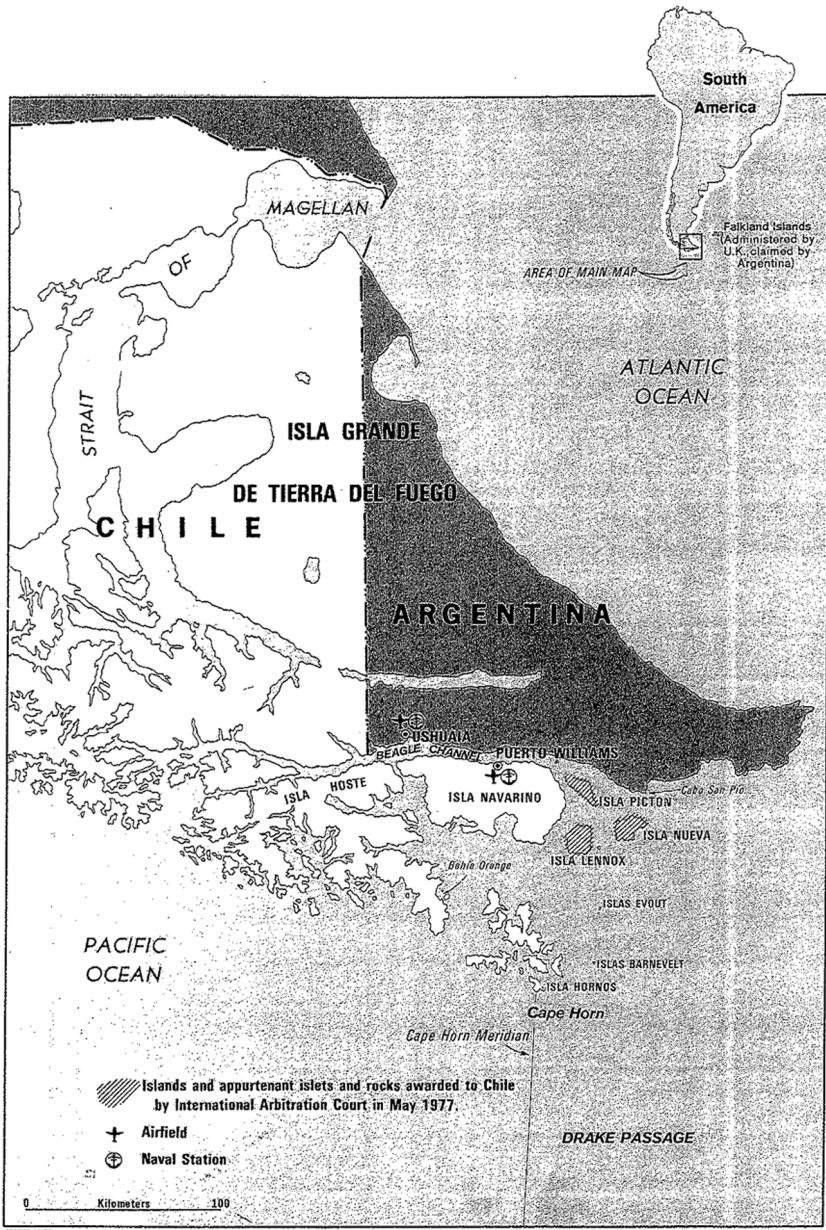 South
America
Falkland Islands
(Administered by
U.K., claimed by
Argentina)
AREA OF MAIN MAP
MAGELLAN
OF
STRAIT
ATLANTIC
OCEAN
ISLA GRANDE
DE TIERRA DEL FUEGO
CHILE
ARGENTINA
USHUAIA
BEAGLE CHANNEL
PUERTO WILLIAMS
ISLA HOSTE
ISLA NAVARINO
Cabo San Pío
ISLA PICTON
ISLA NUEVA
ISLA LENNOX
Bahía Orange
ISLAS EVOUT
PACIFIC
OCEAN
ISLAS BARNEVELT
ISLA HORNOS
Cape Horn
Cape Horn Meridian
Islands and appurtenant islets and rocks awarded to Chile
by International Arbitration Court in May 1977.
Airfield
Naval Station
DRAKE PASSAGE
0 Kilometers 100